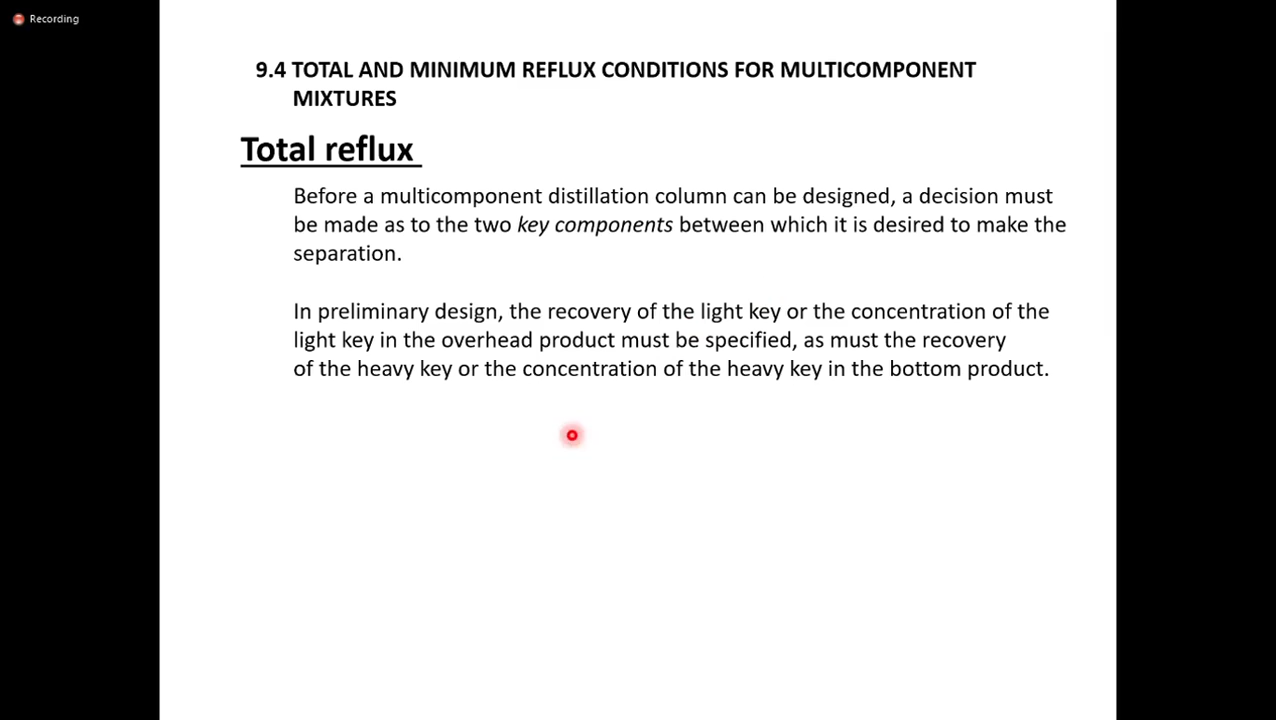 Recording
9.4 TOTAL AND MINIMUM REFLUX CONDITIONS FOR MULTICOMPONENT
MIXTURES
Total reflux
Before a multicomponent distillation column can be designed, a decision must
be made as to the two key components between which it is desired to make the
separation.
In preliminary design, the recovery of the light key or the concentration of the
light key in the overhead product must be specified, as must the recovery
of the heavy key or the concentration of the heavy key in the bottom product.